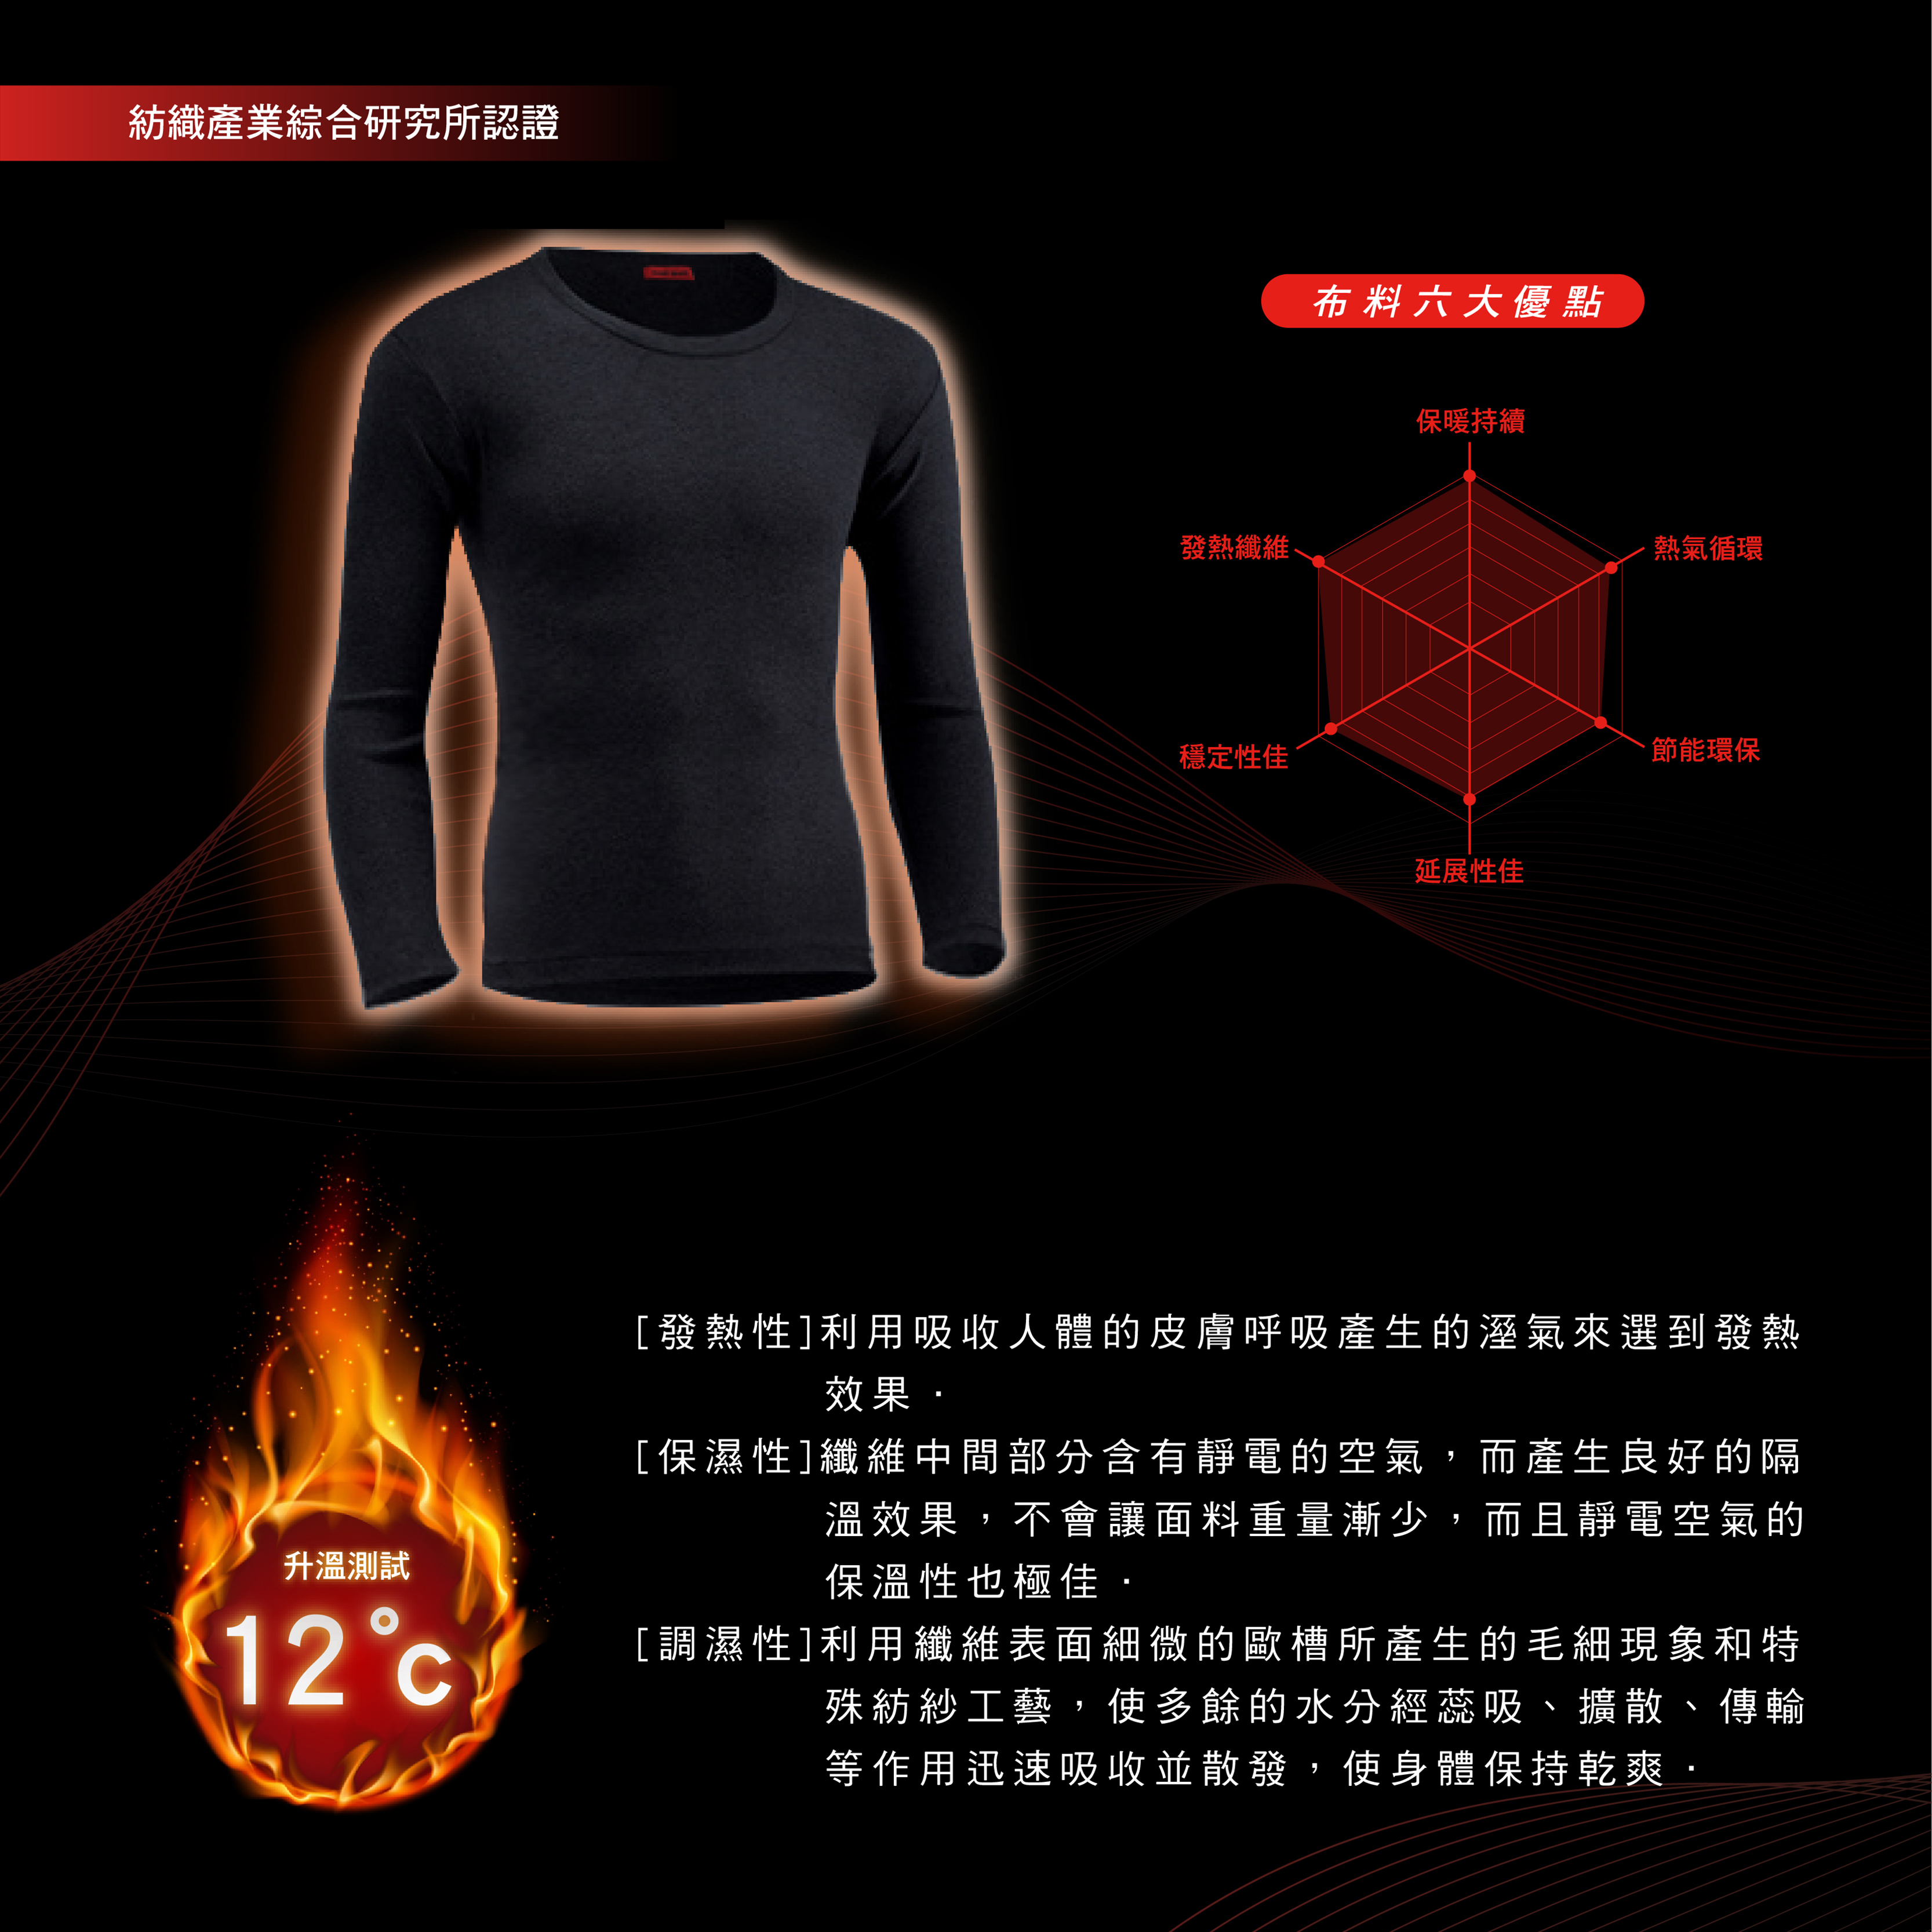 紡織產業綜合研究所認證
布料六大優點
保暖持續
發熱纖維
熱氣循環
穩定性佳
節能環保
延展性佳
[發熱性]利用吸收人體的皮膚呼吸產生的溼氣來選到發熱
效果．
[保濕性]纖維中間部分含有靜電的空氣，而產生良好的隔
溫效果，不會讓面料重量漸少，而且靜電空氣的
保溫性也極佳．
[調濕性]利用纖維表面細微的歐槽所產生的毛細現象和特
殊紡紗工藝，使多餘的水分經蕊吸、擴散、傳輸
等作用迅速吸收並散發，使身體保持乾爽．
升溫測試
12°c